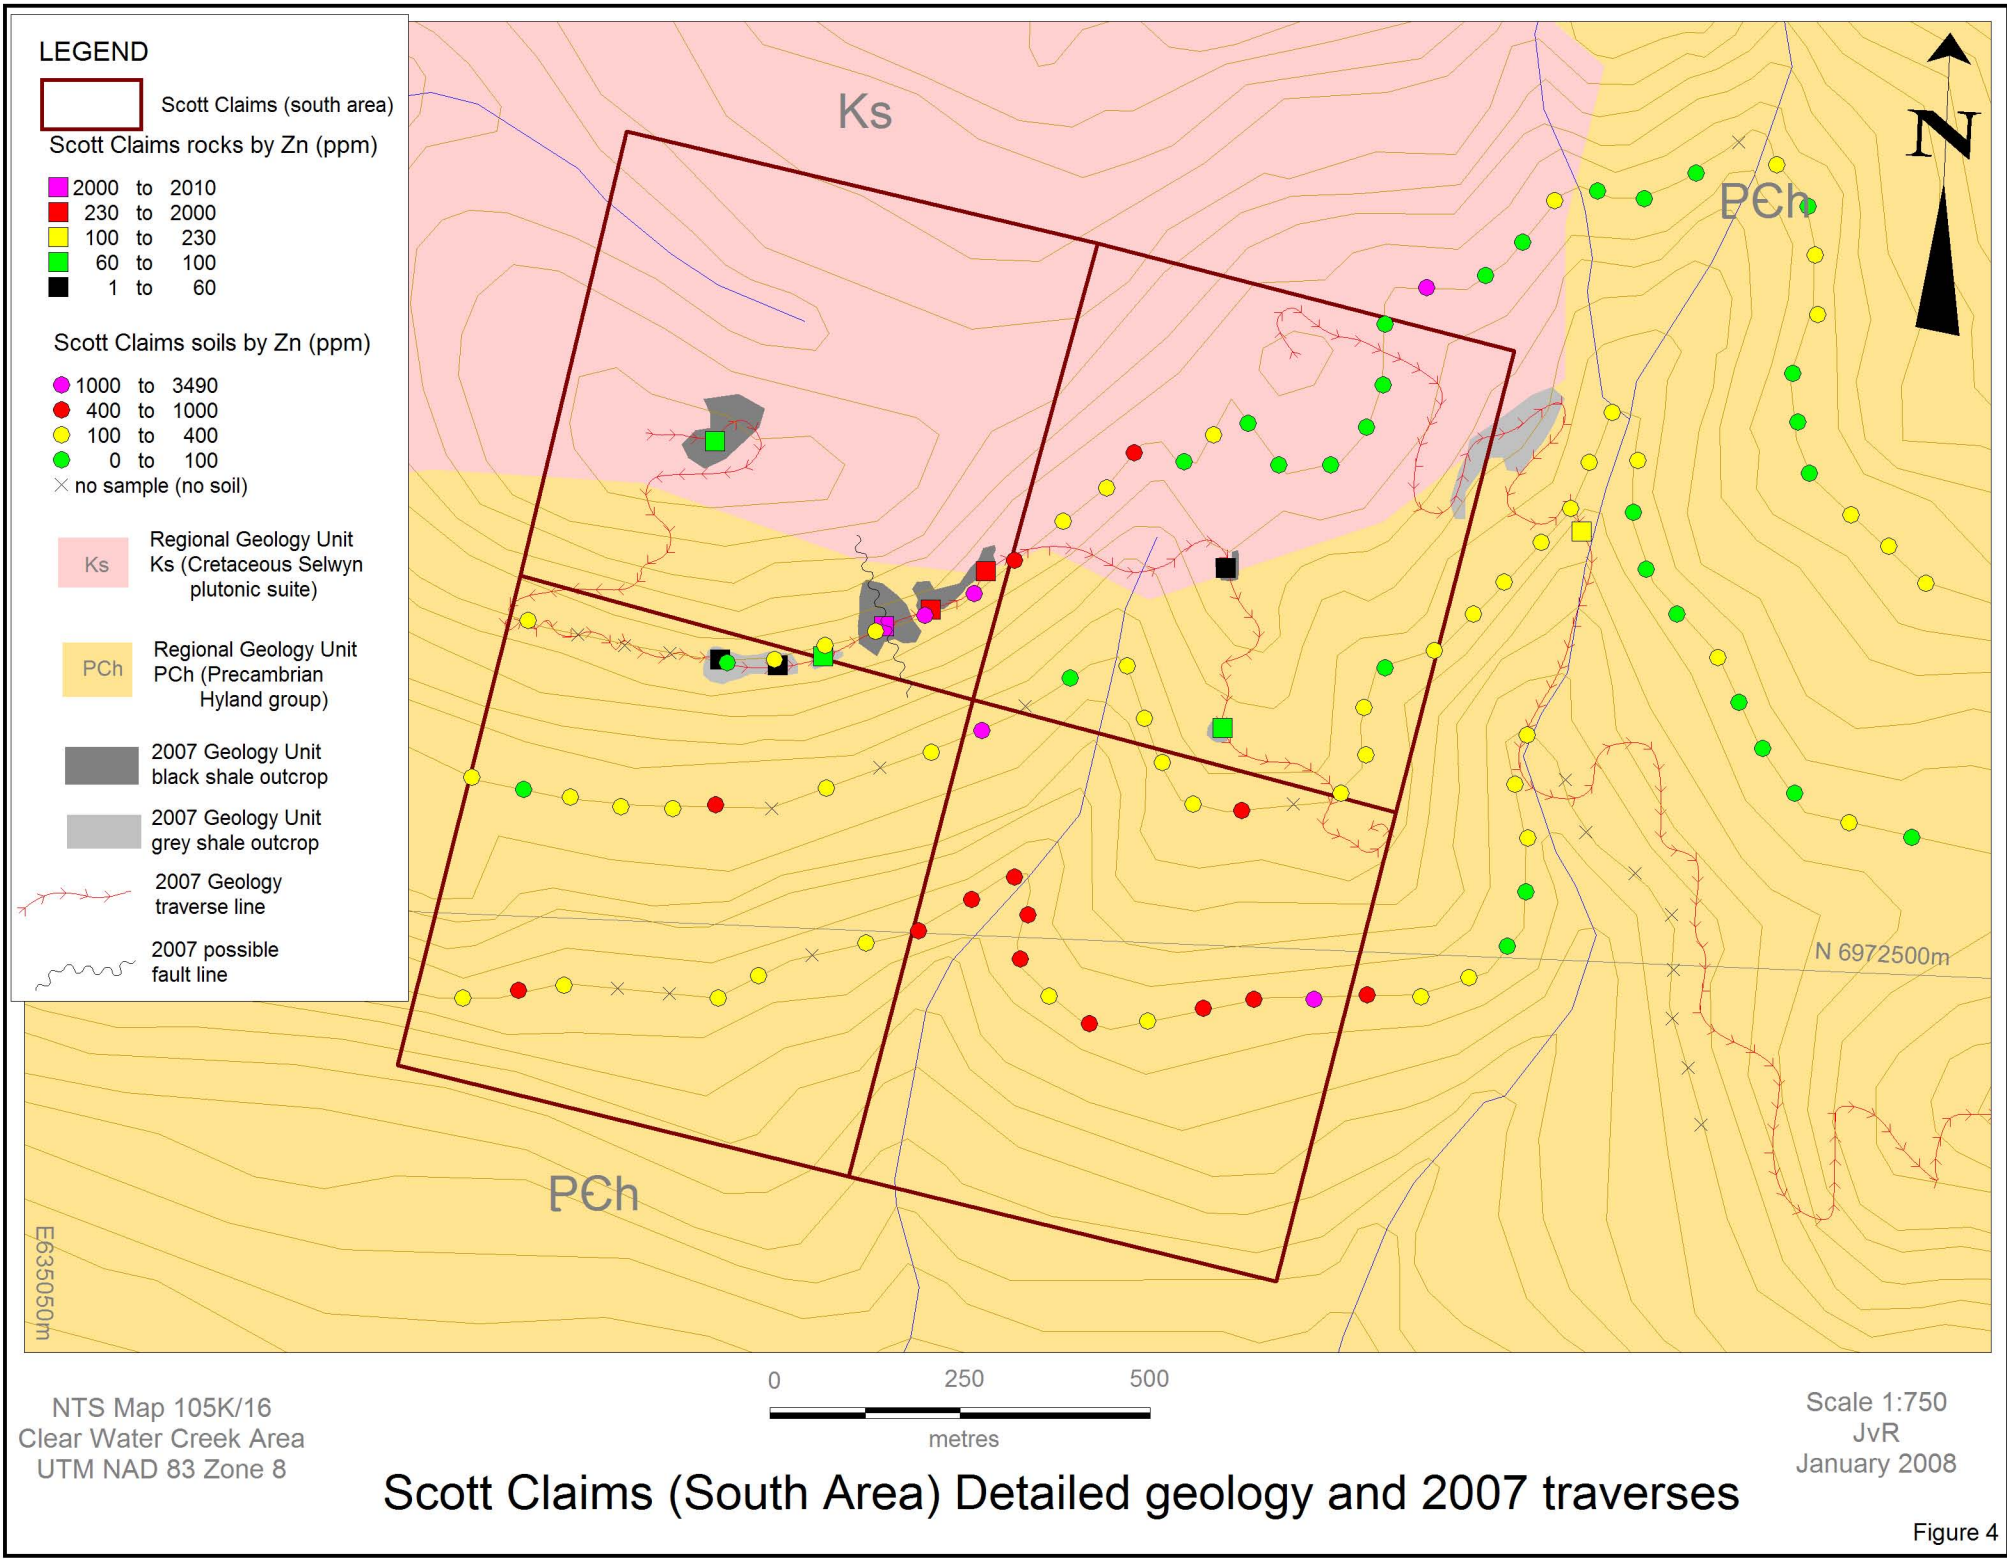 LEGEND
Scott Claims (south area)
Scott Claims rocks by Zn (ppm)
2000 to 2010
230 to 2000
100 to 230
60 to 100
1 to 60
Scott Claims soils by Zn (ppm)
1000 to 3490
400 to 1000
100 to 400
0 to 100
no sample (no soil)
Ks
Regional Geology Unit
Ks (Cretaceous Selwyn
plutonic suite)
PCh
Regional Geology Unit
PCh (Precambrian
Hyland group)
2007 Geology Unit
black shale outcrop
2007 Geology Unit
grey shale outcrop
2007 Geology
traverse line
2007 possible
fault line
Ks
PЄh
N
N 6972500m
PЄh
E635050m
0 250 500
metres
NTS Map 105K/16
Clear Water Creek Area
UTM NAD 83 Zone 8
Scale 1:750
JvR
January 2008
Scott Claims (South Area) Detailed geology and 2007 traverses
Figure 4